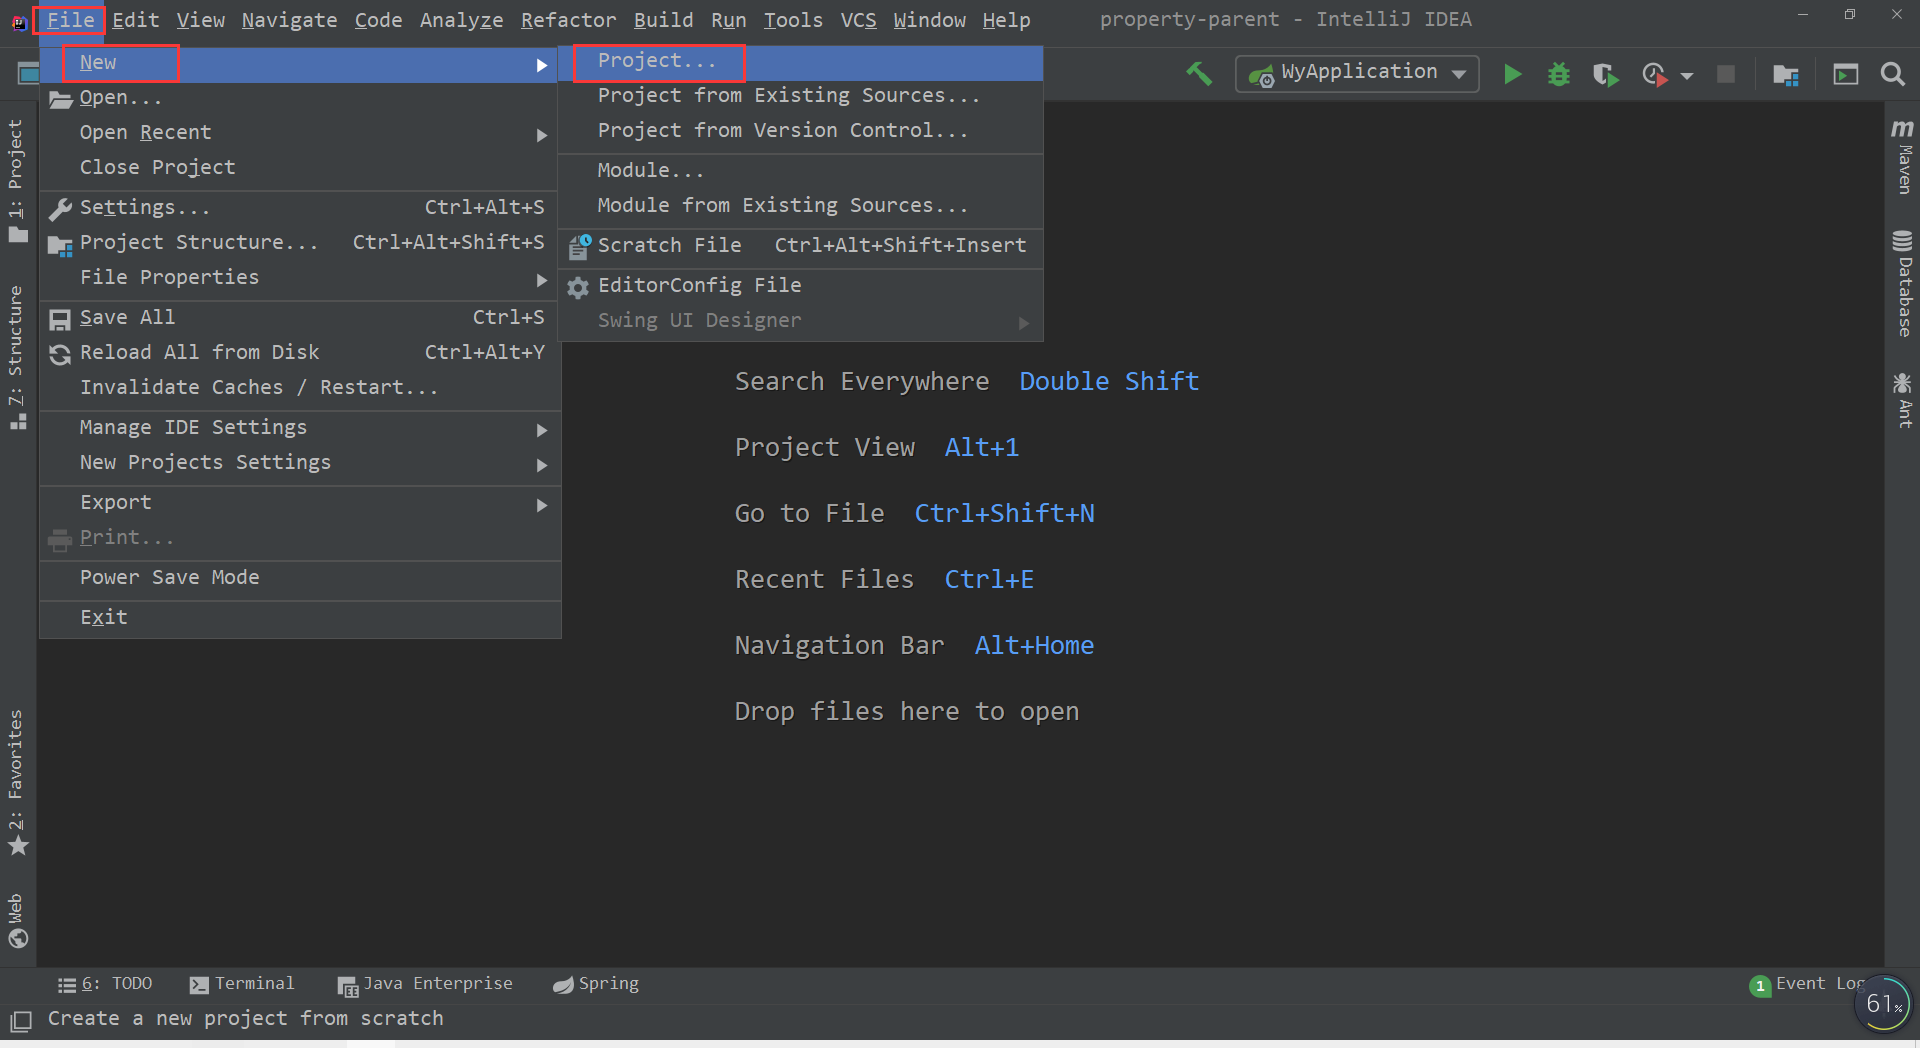 File Edit View Navigate Code Analyze Refactor Build Run Tools VCS Window Help property-parent - IntelliJ IDEA
WyApplication
New
Open...
Open Recent
Close Project
Settings... Ctrl+Alt+S
Project Structure... Ctrl+Alt+Shift+S
File Properties
Save All Ctrl+S
Reload All from Disk Ctrl+Alt+Y
Invalidate Caches / Restart...
Manage IDE Settings
New Projects Settings
Export
Print...
Power Save Mode
Exit
Project...
Project from Existing Sources...
Project from Version Control...
Module...
Module from Existing Sources...
Scratch File Ctrl+Alt+Shift+Insert
EditorConfig File
Swing UI Designer
Search Everywhere Double Shift
Project View Alt+1
Go to File Ctrl+Shift+N
Recent Files Ctrl+E
Navigation Bar Alt+Home
Drop files here to open
1: Project
7: Structure
2: Favorites
Web
m Maven
Database
Ant
6: TODO Terminal Java Enterprise Spring 1 Event Log
Create a new project from scratch
61%